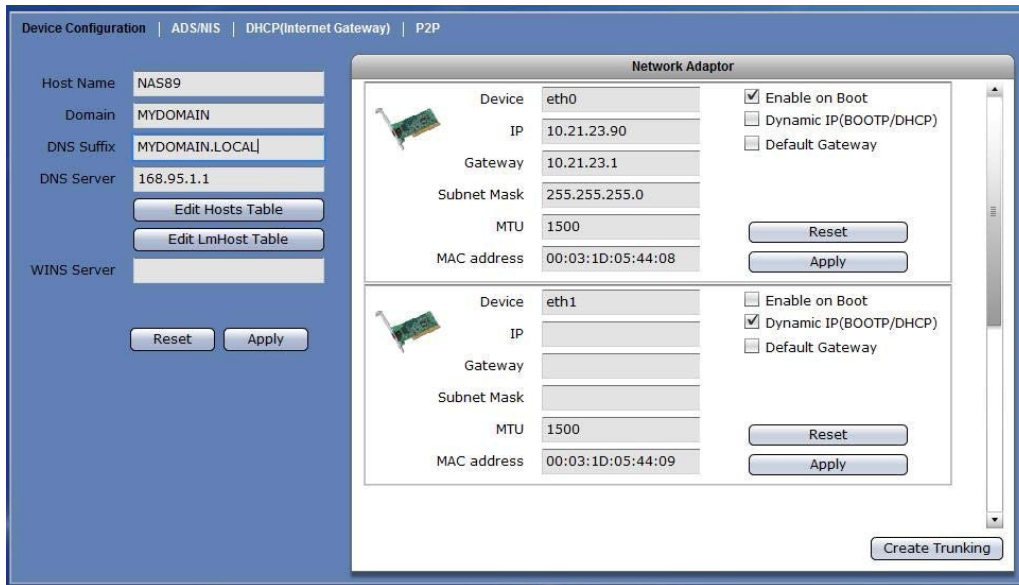 Device Configuration | ADS/NIS | DHCP(Internet Gateway) | P2P
Host Name NAS89
Domain MYDOMAIN
DNS Suffix MYDOMAIN.LOCAL
DNS Server 168.95.1.1
Edit Hosts Table
Edit LmHost Table
WINS Server
Reset Apply
Network Adaptor
Device eth0 Enable on Boot
IP 10.21.23.90 Dynamic IP(BOOTP/DHCP)
Gateway 10.21.23.1 Default Gateway
Subnet Mask 255.255.255.0
MTU 1500 Reset
MAC address 00:03:1D:05:44:08 Apply
Device eth1 Enable on Boot
IP Dynamic IP(BOOTP/DHCP)
Gateway Default Gateway
Subnet Mask
MTU 1500 Reset
MAC address 00:03:1D:05:44:09 Apply
Create Trunking